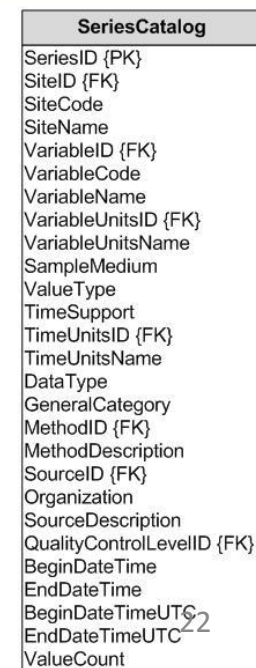 SeriesCatalog
SeriesID {PK}
SiteID {FK}
SiteCode
SiteName
VariableID {FK}
VariableCode
VariableName
VariableUnitsID {FK}
VariableUnitsName
SampleMedium
ValueType
TimeSupport
TimeUnitsID {FK}
TimeUnitsName
DataType
GeneralCategory
MethodID {FK}
MethodDescription
SourceID {FK}
Organization
SourceDescription
QualityControlLevelID {FK}
BeginDateTime
EndDateTime
BeginDateTimeUTC
22
EndDateTimeUTC
ValueCount